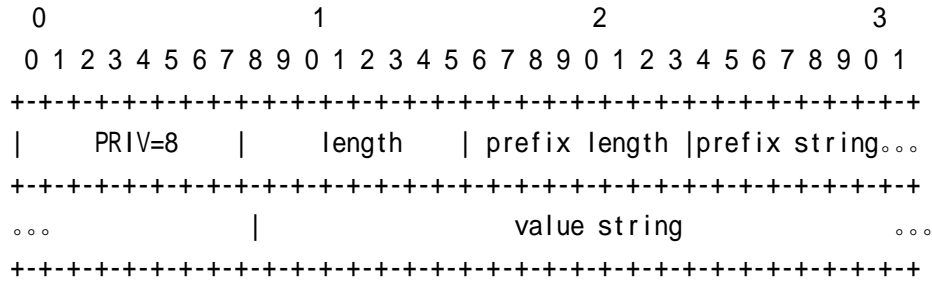 0                   1                   2                   3
0 1 2 3 4 5 6 7 8 9 0 1 2 3 4 5 6 7 8 9 0 1 2 3 4 5 6 7 8 9 0 1
+-+-+-+-+-+-+-+-+-+-+-+-+-+-+-+-+-+-+-+-+-+-+-+-+-+-+-+-+-+-+-+-+
|     PRIV=8    |     length    | prefix length |prefix string。。。
+-+-+-+-+-+-+-+-+-+-+-+-+-+-+-+-+-+-+-+-+-+-+-+-+-+-+-+-+-+-+-+-+
。。。             |                  value string              。。。
+-+-+-+-+-+-+-+-+-+-+-+-+-+-+-+-+-+-+-+-+-+-+-+-+-+-+-+-+-+-+-+-+